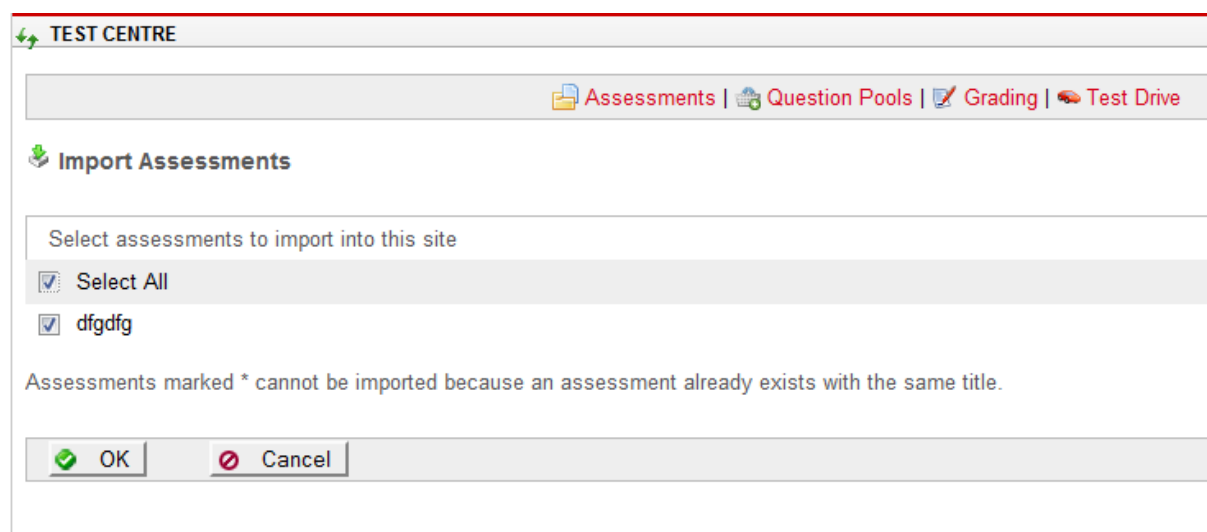 TEST CENTRE
Assessments | Question Pools | Grading | Test Drive
Import Assessments
Select assessments to import into this site
Select All
dfgdfg
Assessments marked * cannot be imported because an assessment already exists with the same title.
OK Cancel